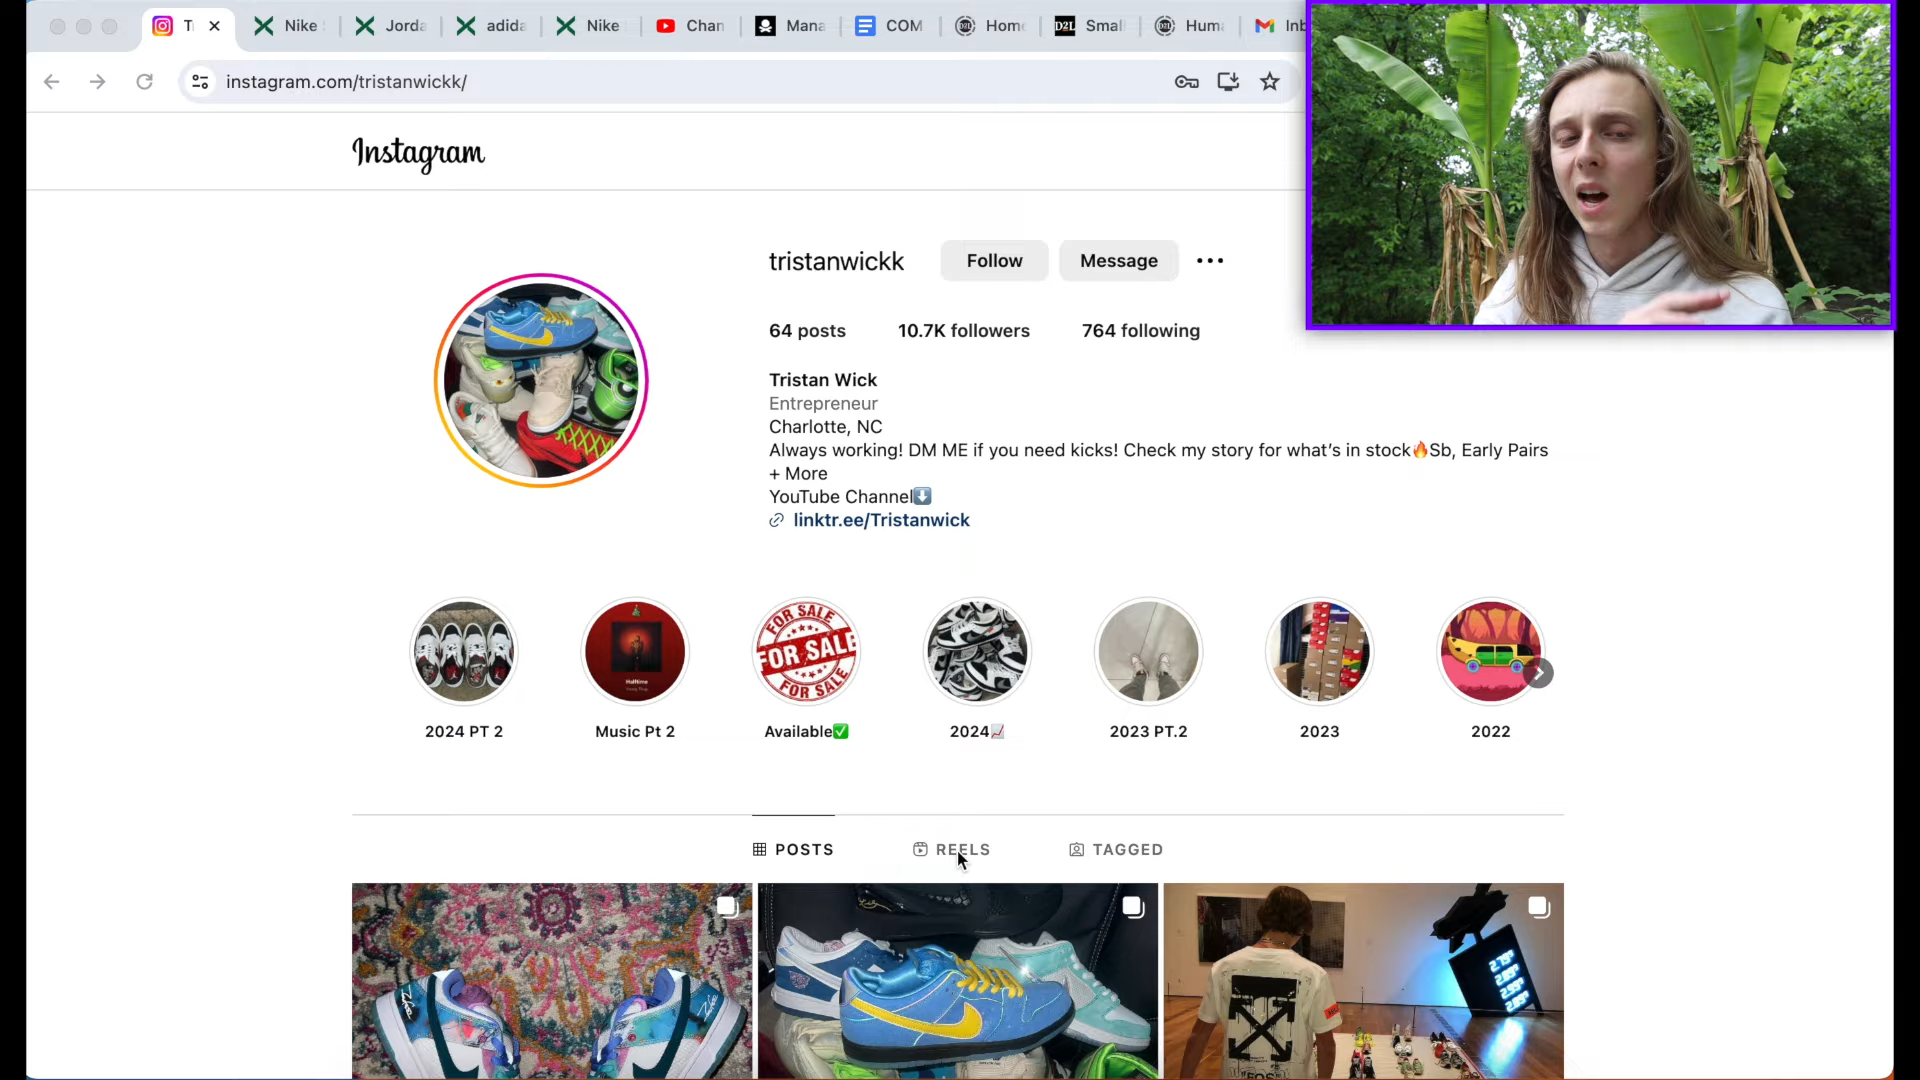 Nike
Jorda
adida
Nike
Chan
Mana
COM
Home
D2L
Smal
Huma
Inb
instagram.com/tristanwickk/
Instagram
tristanwickk
Follow
Message
64 posts
10.7K followers
764 following
Tristan Wick
Entrepreneur
Charlotte, NC
Always working! DM ME if you need kicks! Check my story for what's in stock🔥Sb, Early Pairs
+ More
YouTube Channel⬇️
linktr.ee/Tristanwick
FOR SALE
FOR SALE
FOR SALE
2024 PT 2
Music Pt 2
Available✅
2024📈
2023 PT.2
2023
2022
POSTS
REELS
TAGGED